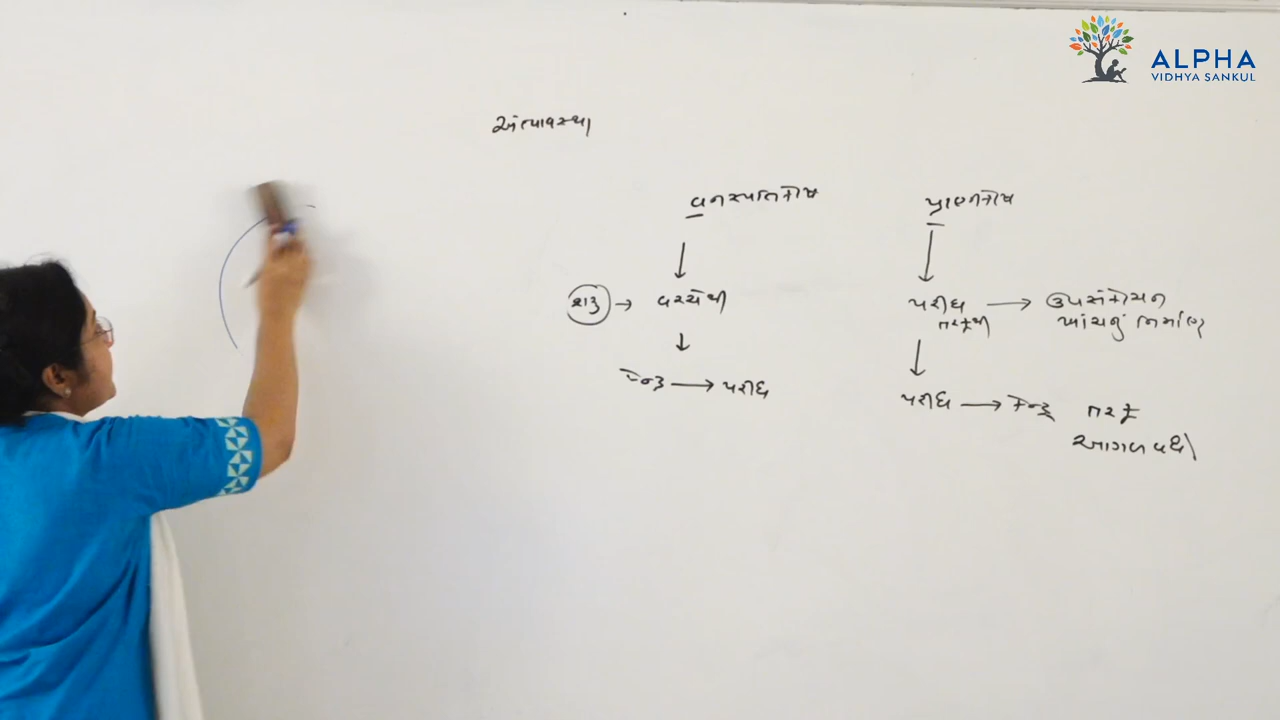 ALPHA
VIDHYA SANKUL
અંત્યાવસ્થા
વનસ્પતિકોષ
પ્રાણીકોષ
શરૂ → વચ્ચેથી
પરીઘ → ઉપસંકોચન
તરફથી ખાંચનું નિર્માણ
કેન્દ્ર → પરીઘ
પરીઘ → કેન્દ્ર તરફ
આગળ વધે